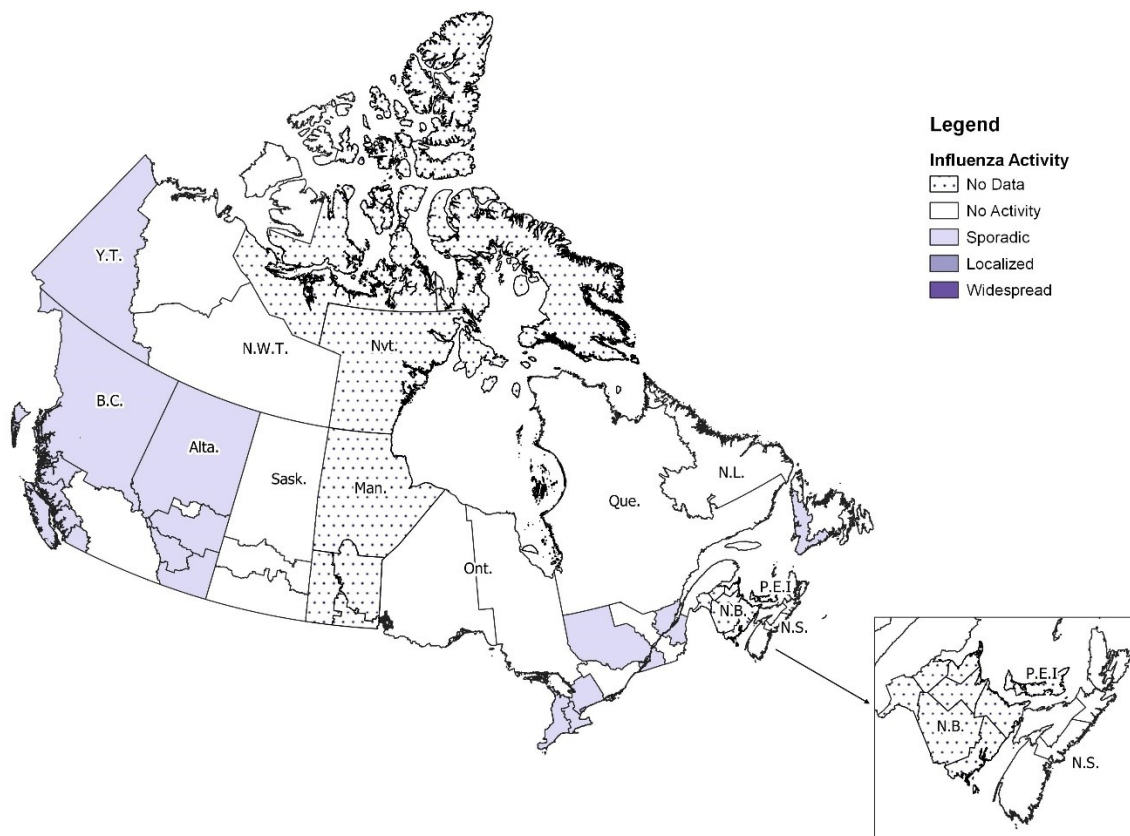 Legend
Influenza Activity
No Data
No Activity
Sporadic
Localized
Widespread
Y.T.
N.W.T.
Nvt.
B.C.
Alta.
Sask.
Man.
Ont.
Que.
N.L.
P.E.I
N.B.
N.S.
P.E.I
N.B.
N.S.